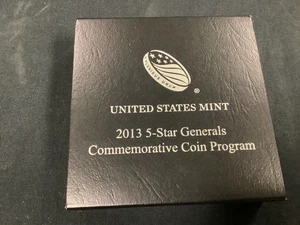 ®
UNITED STATES MINT
2013 5-Star Generals
Commemorative Coin Program